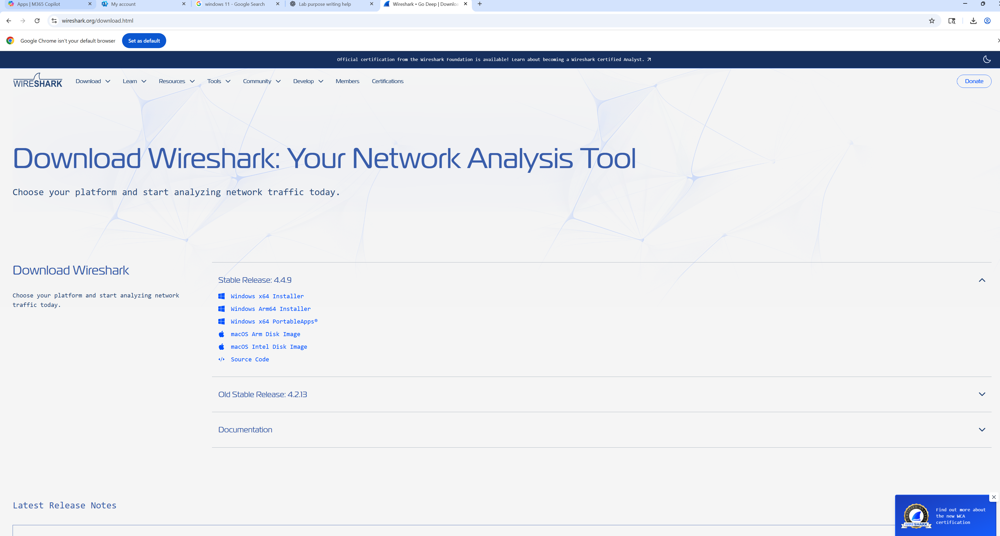 Apps | M365 Copilot
My account
windows 11 - Google Search
Lab purpose writing help
Wireshark • Go Deep | Downloa
wireshark.org/download.html
Google Chrome isn't your default browser
Set as default
Official certification from the Wireshark Foundation is available! Learn about becoming a Wireshark Certified Analyst.
WIRESHARK
Download
Learn
Resources
Tools
Community
Develop
Members
Certifications
Donate
Download Wireshark: Your Network Analysis Tool
Choose your platform and start analyzing network traffic today.
Download Wireshark
Choose your platform and start analyzing network
traffic today.
Stable Release: 4.4.9
Windows x64 Installer
Windows Arm64 Installer
Windows x64 PortableApps®
macOS Arm Disk Image
macOS Intel Disk Image
Source Code
Old Stable Release: 4.2.13
Documentation
Latest Release Notes
CERTIFIED ANALYST
WIRESHARK
Find out more about
the new WCA
certification